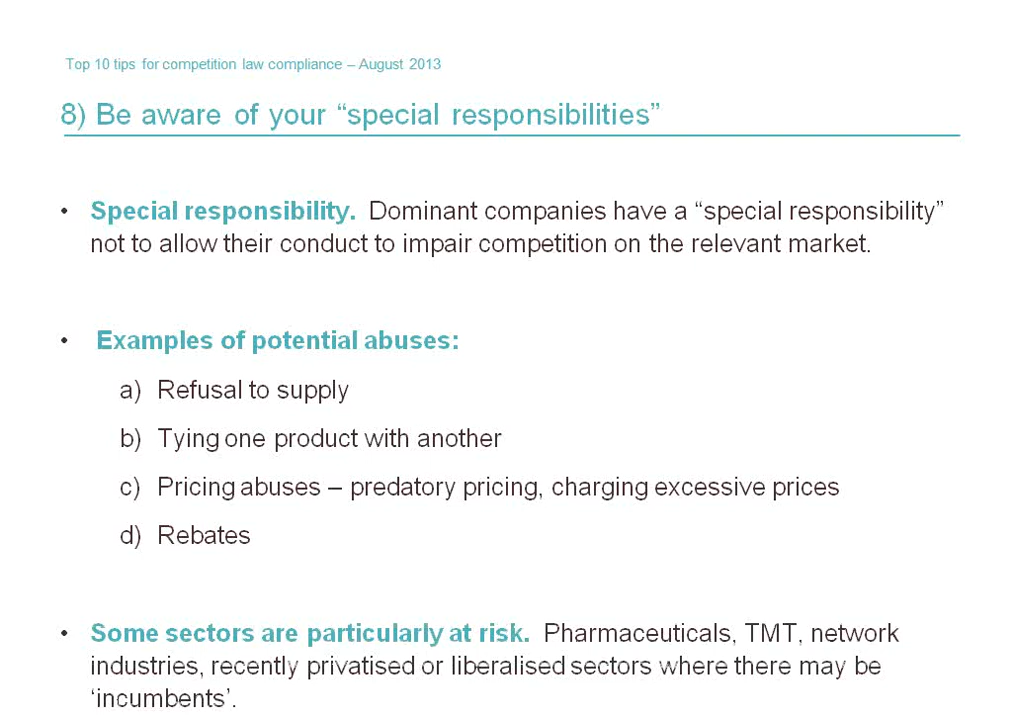 Top 10 tips for competition law compliance – August 2013
8) Be aware of your “special responsibilities”
• Special responsibility. Dominant companies have a “special responsibility”
not to allow their conduct to impair competition on the relevant market.
• Examples of potential abuses:
a) Refusal to supply
b) Tying one product with another
c) Pricing abuses – predatory pricing, charging excessive prices
d) Rebates
• Some sectors are particularly at risk. Pharmaceuticals, TMT, network
industries, recently privatised or liberalised sectors where there may be
‘incumbents’.